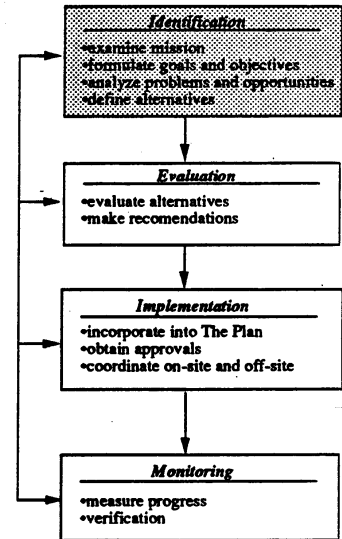 Identification
•examine mission
•formulate goals and objectives
•analyze problems and opportunities
•define alternatives
Evaluation
•evaluate alternatives
•make recomendations
Implementation
•incorporate into The Plan
•obtain approvals
•coordinate on-site and off-site
Monitoring
•measure progress
•verification